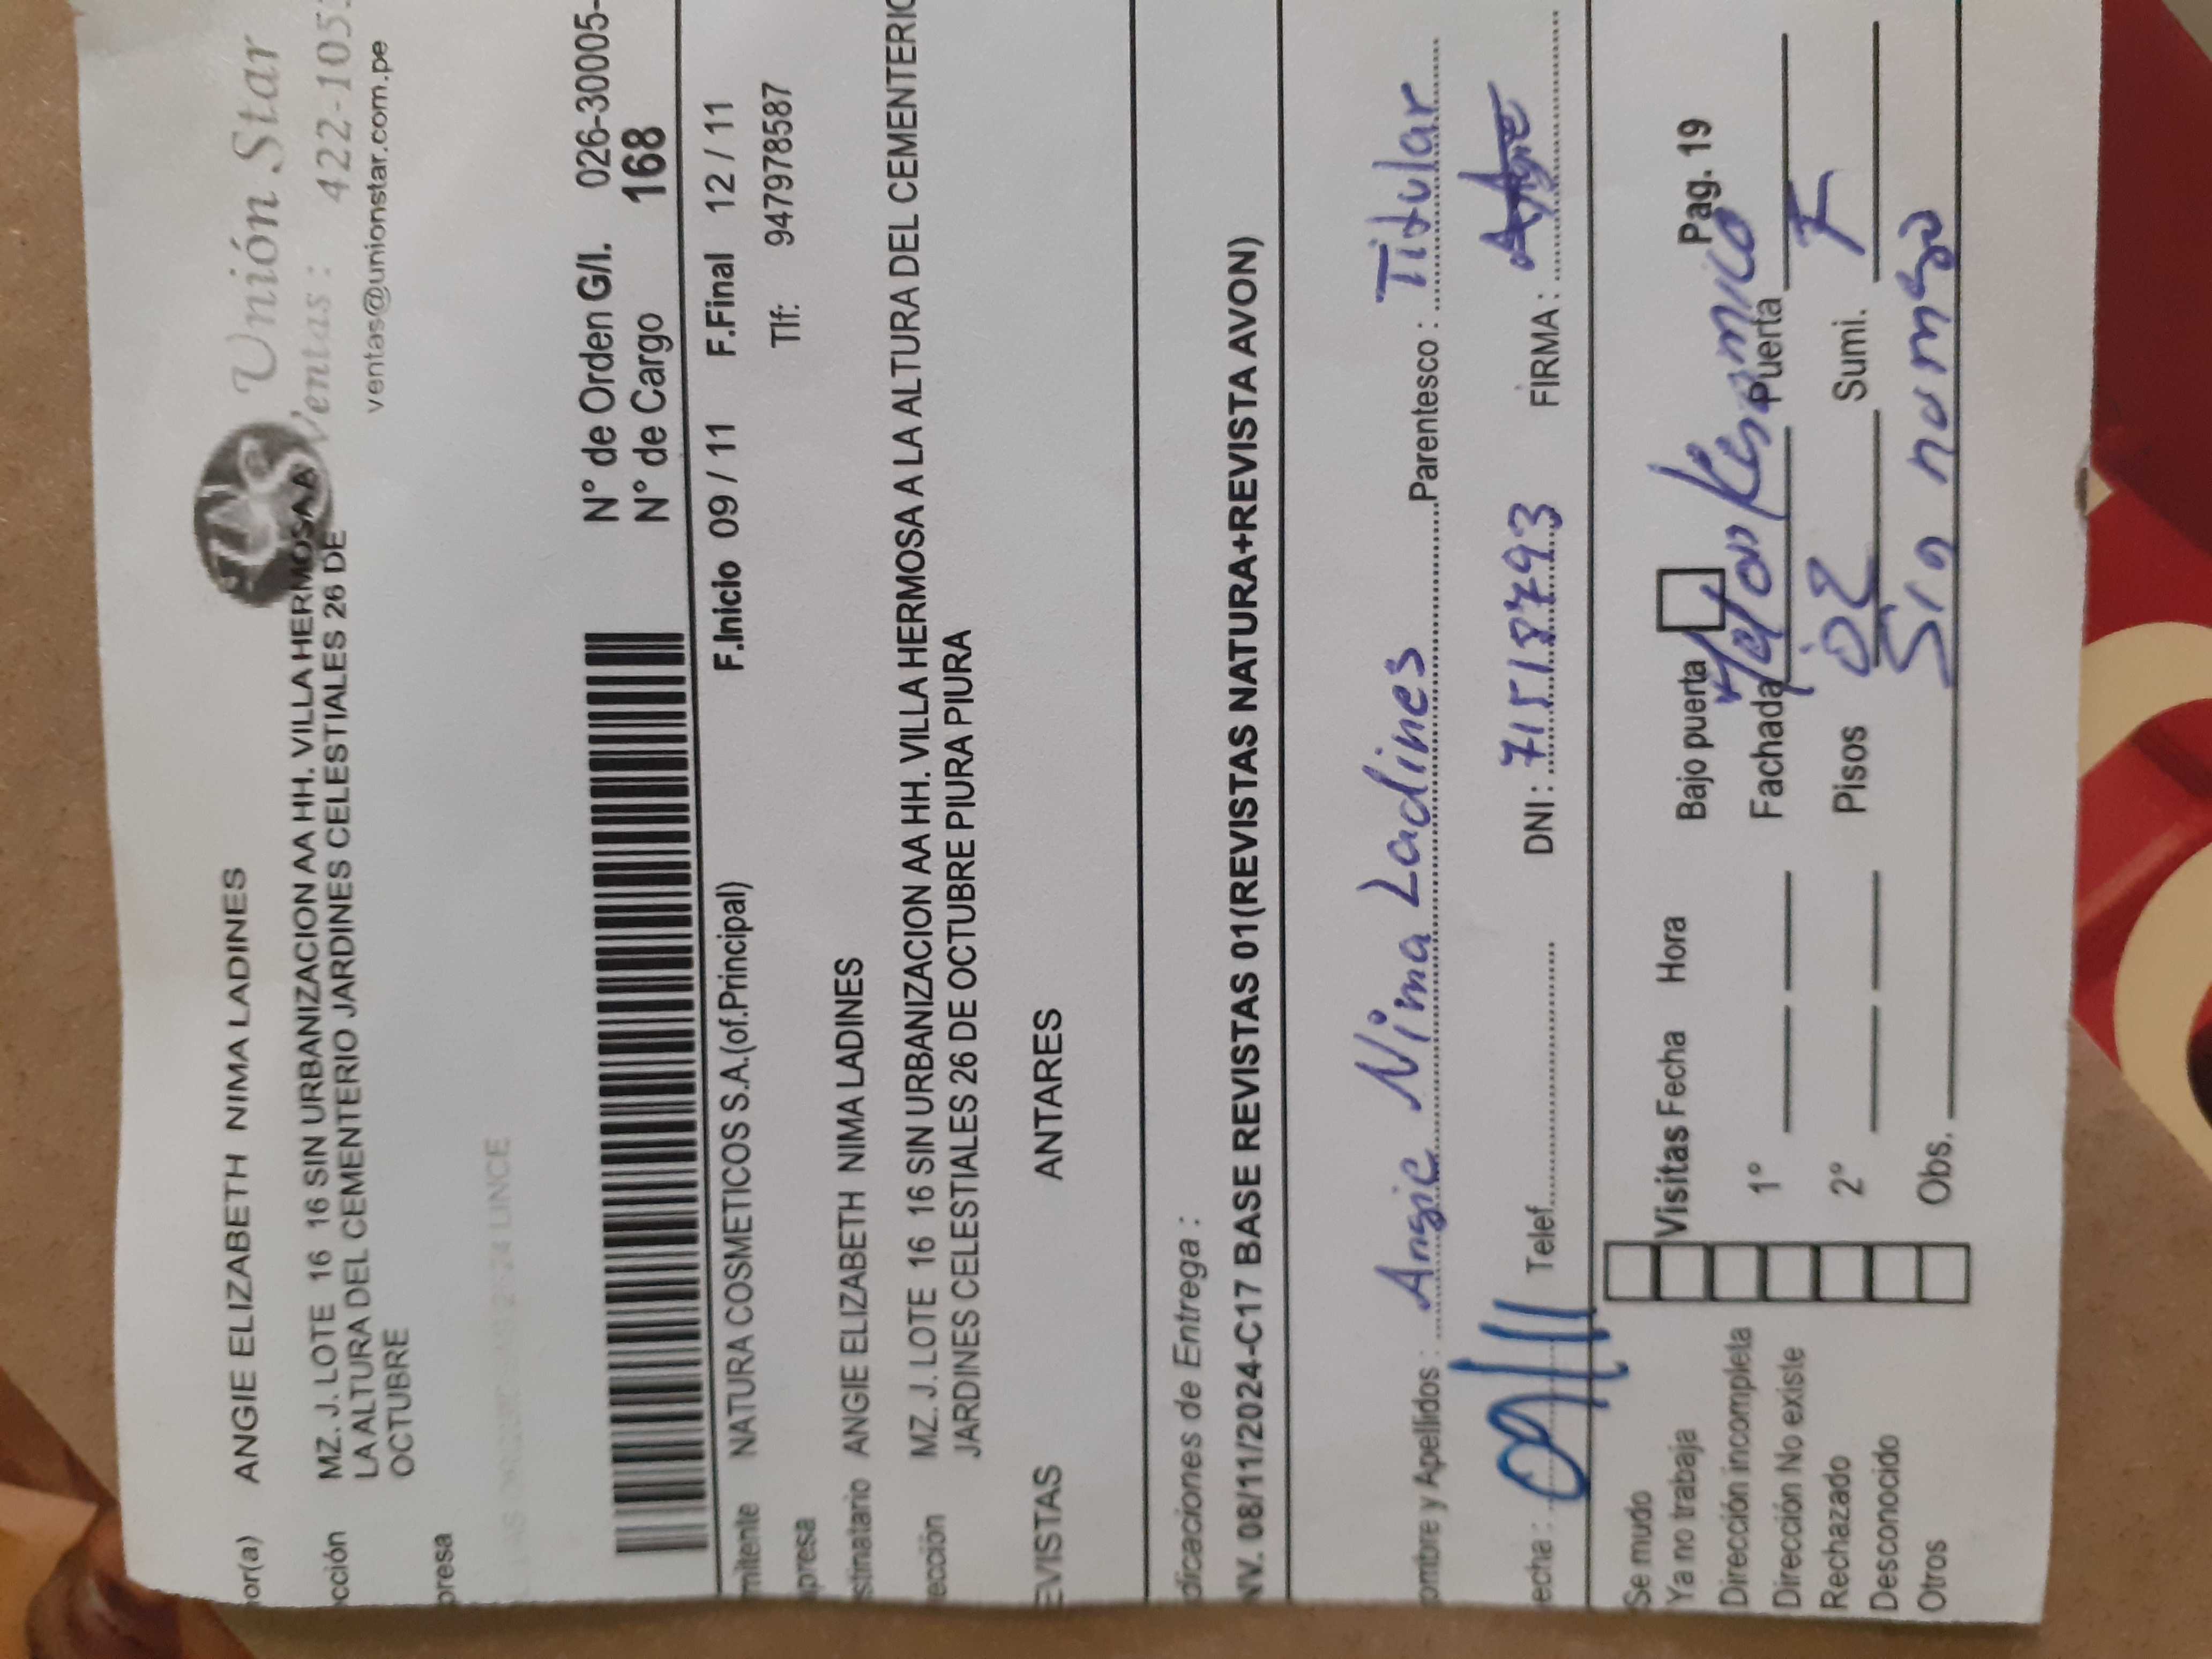 Unión Star
Ventas : 422-105
ventas@unionstar.com.pe
or(a) ANGIE ELIZABETH NIMA LADINES
cción MZ. J. LOTE 16 16 SIN URBANIZACION AA HH. VILLA HERMOSA A
LA ALTURA DEL CEMENTERIO JARDINES CELESTIALES 26 DE
OCTUBRE
presa
N° de Orden G/I. 026-30005-
N° de Cargo 168
mitente NATURA COSMETICOS S.A.(of.Principal) F.Inicio 09 / 11 F.Final 12 / 11
presa Tlf: 947978587
stinatario ANGIE ELIZABETH NIMA LADINES
ección MZ. J. LOTE 16 16 SIN URBANIZACION AA HH. VILLA HERMOSA A LA ALTURA DEL CEMENTERIO
JARDINES CELESTIALES 26 DE OCTUBRE PIURA PIURA
EVISTAS ANTARES
dicaciones de Entrega :
NV. 08/11/2024-C17 BASE REVISTAS 01(REVISTAS NATURA+REVISTA AVON)
ombre y Apellidos : Angie Nima Ladines Parentesco : Titular
echa : Telef. DNI : 71518793 FIRMA :
Se mudo
Ya no trabaja
Dirección incompleta
Dirección No existe
Rechazado
Desconocido
Otros
Visitas Fecha Hora Bajo puerta Pag. 19
1° Fachada Puerta
2° Pisos 02 Sumi.
Obs. Sin